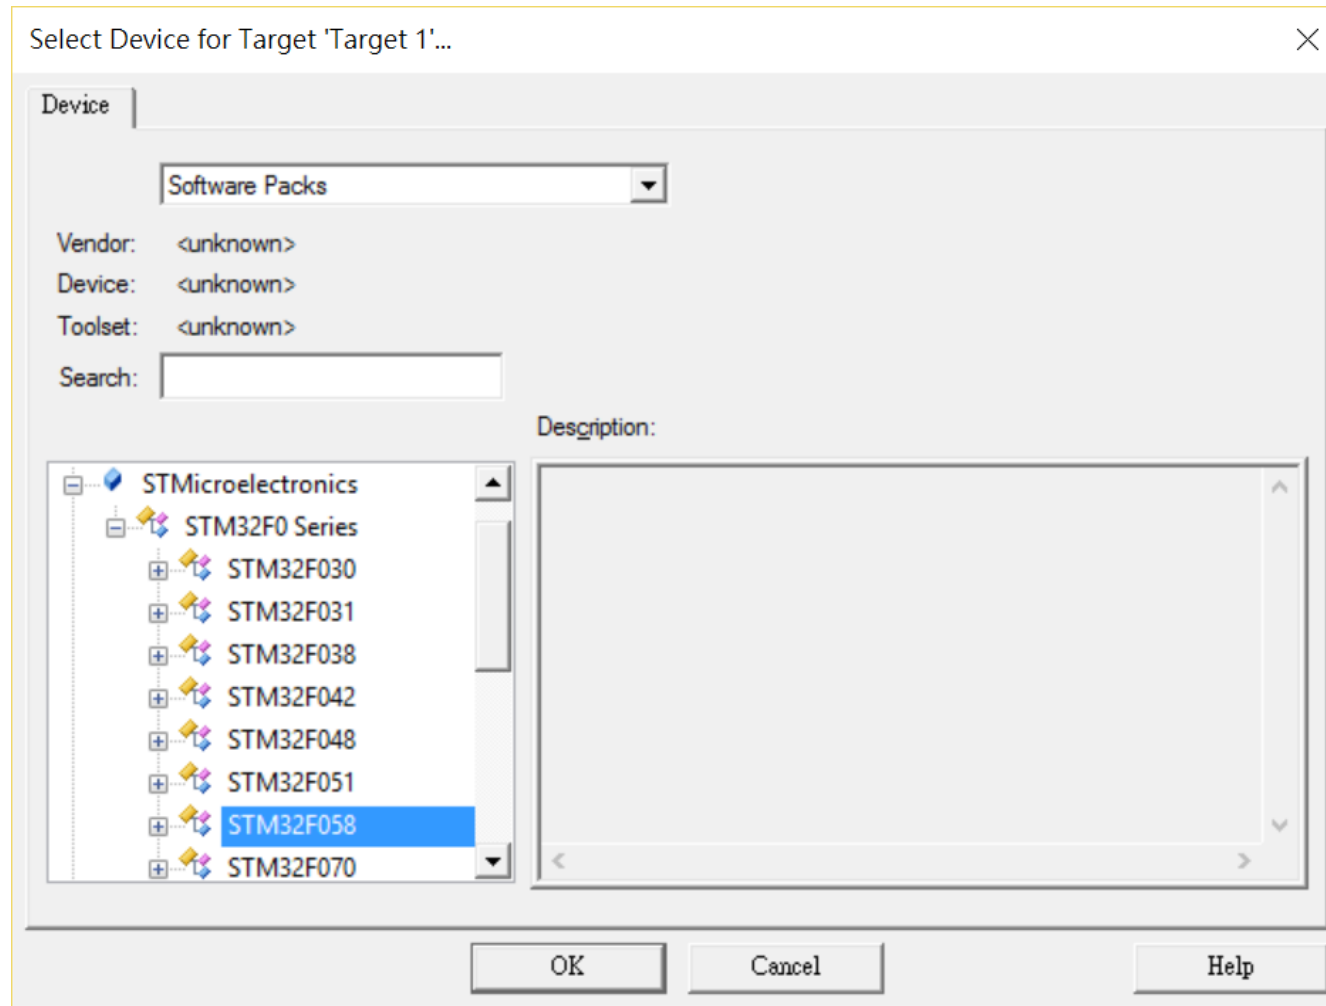 Select Device for Target 'Target 1'...
Device
Software Packs
Vendor: <unknown>
Device: <unknown>
Toolset: <unknown>
Search:
Description:
STMicroelectronics
STM32F0 Series
STM32F030
STM32F031
STM32F038
STM32F042
STM32F048
STM32F051
STM32F058
STM32F070
OK Cancel Help